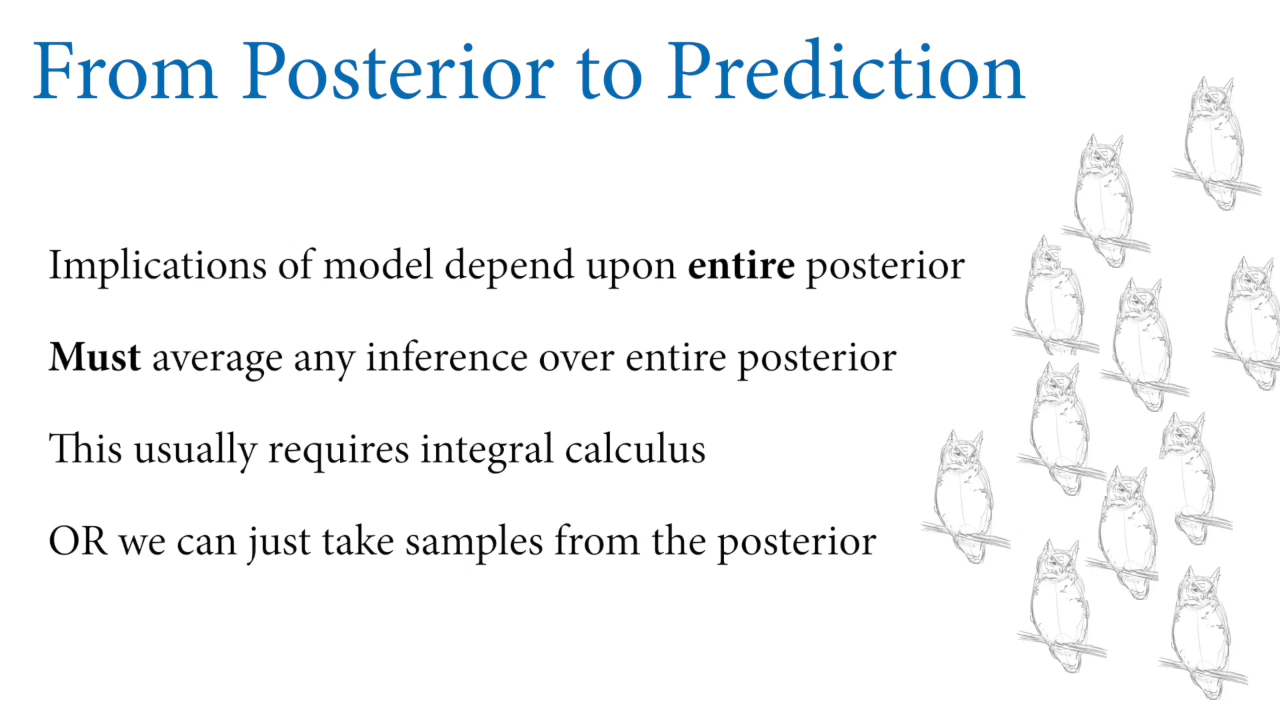 From Posterior to Prediction
Implications of model depend upon entire posterior
Must average any inference over entire posterior
This usually requires integral calculus
OR we can just take samples from the posterior